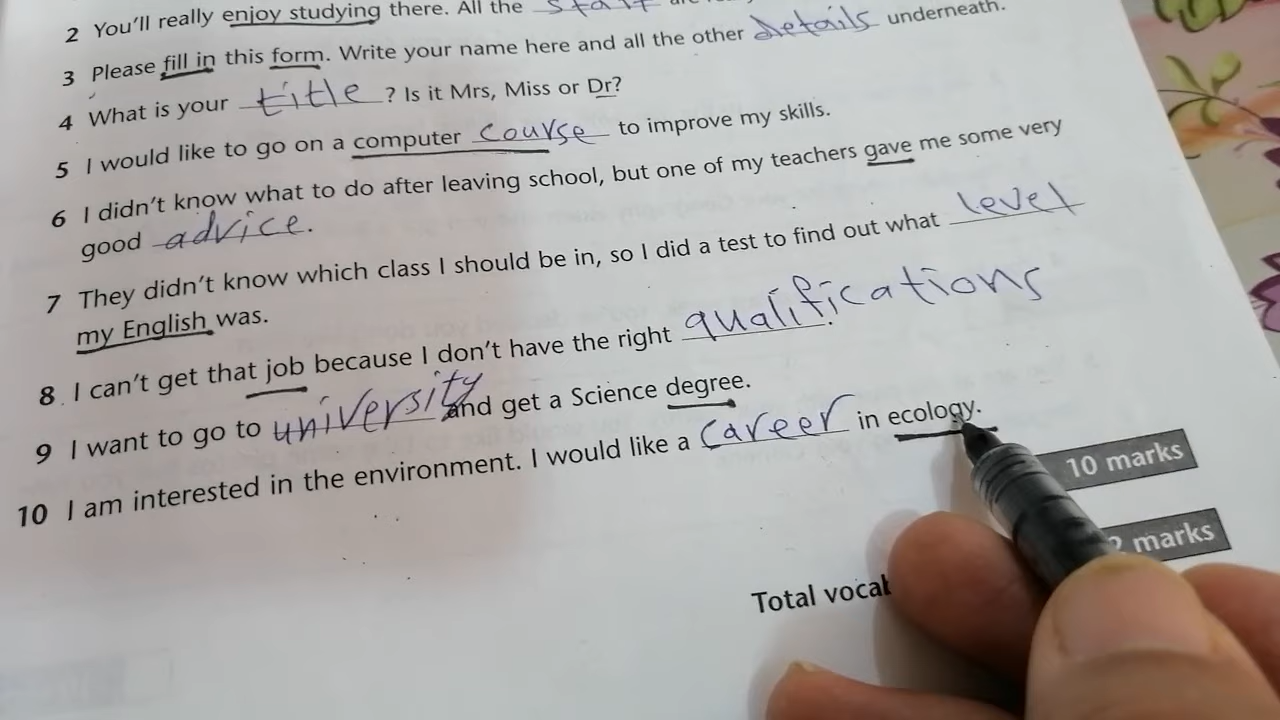 2 You'll really enjoy studying there. All the staff
3 Please fill in this form. Write your name here and all the other details underneath.
4 What is your title ? Is it Mrs, Miss or Dr?
5 I would like to go on a computer course to improve my skills.
6 I didn't know what to do after leaving school, but one of my teachers gave me some very
good advice.
7 They didn't know which class I should be in, so I did a test to find out what level
my English was.
8 I can't get that job because I don't have the right qualifications.
9 I want to go to university and get a Science degree.
10 I am interested in the environment. I would like a career in ecology.
10 marks
marks
Total